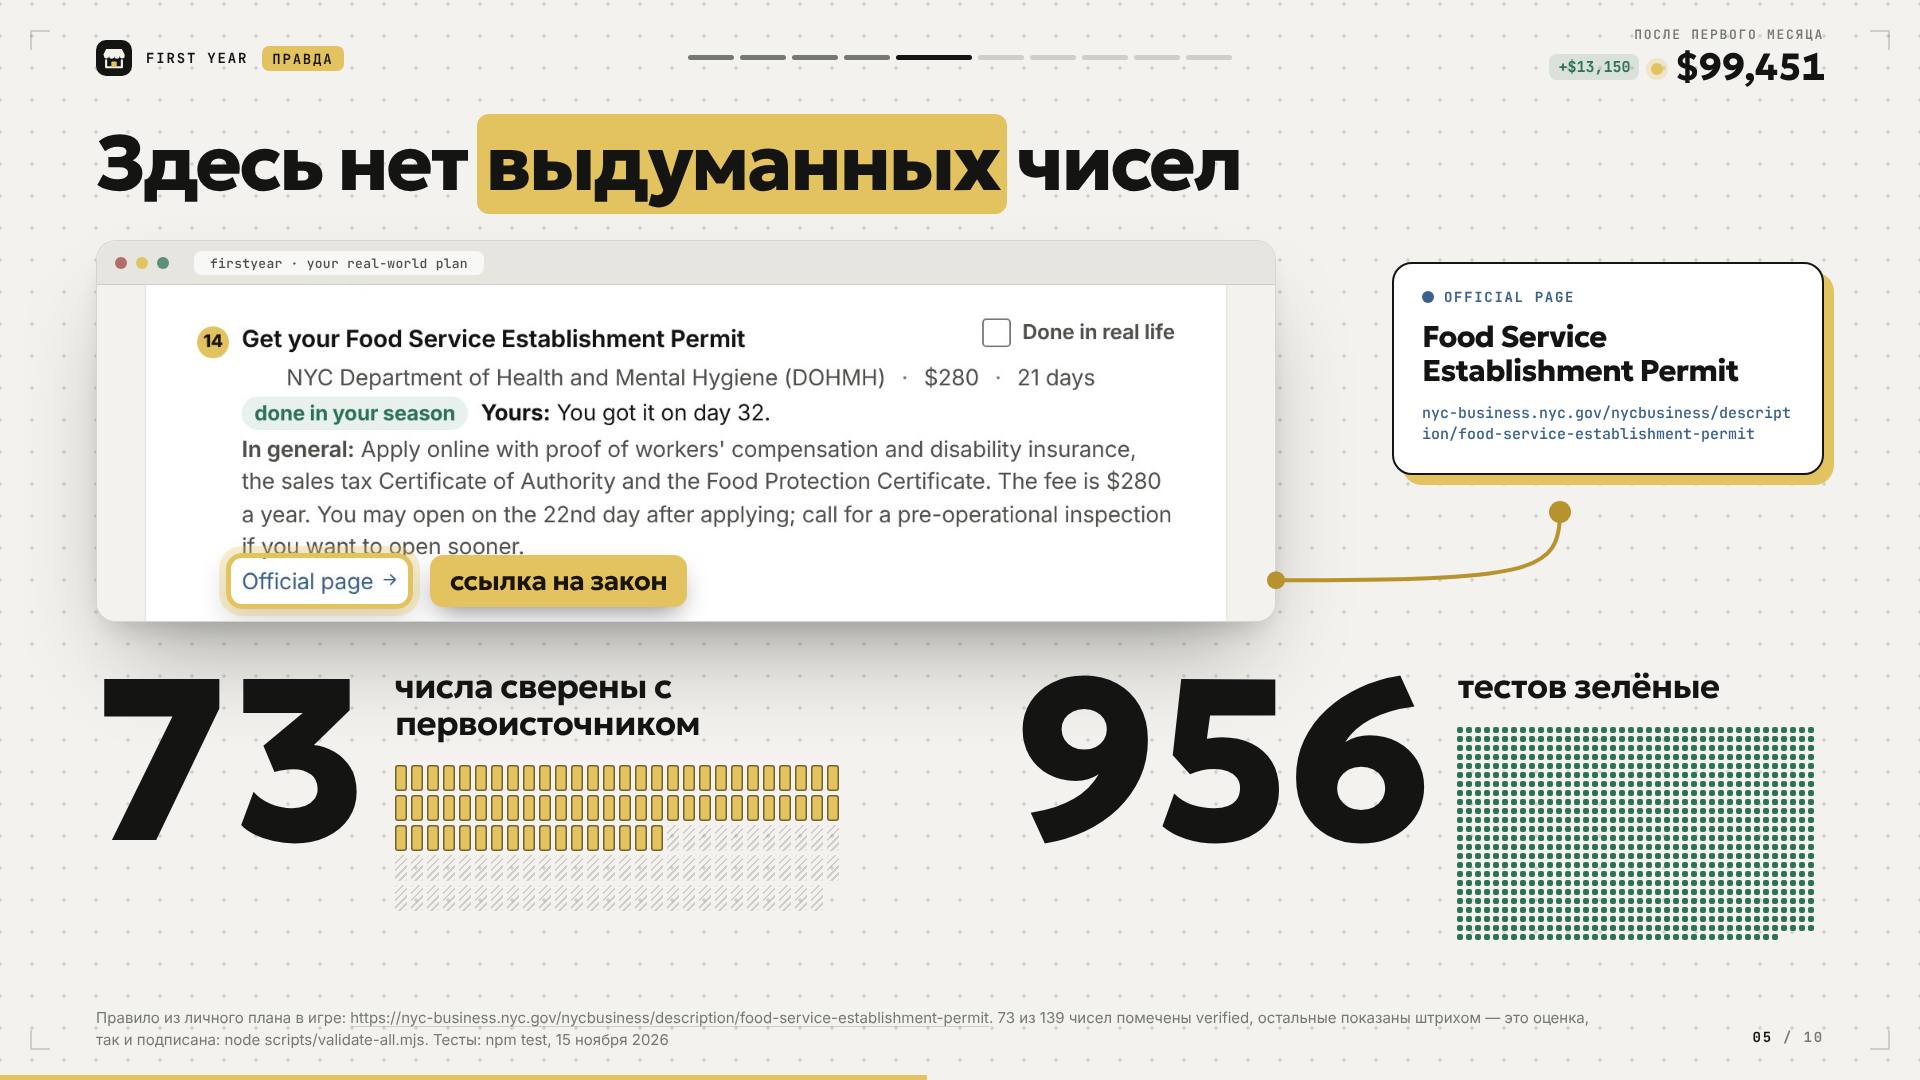 FIRST YEAR ПРАВДА
ПОСЛЕ ПЕРВОГО МЕСЯЦА
+$13,150 $99,451
Здесь нет выдуманных чисел
firstyear · your real-world plan
14 Get your Food Service Establishment Permit
Done in real life
NYC Department of Health and Mental Hygiene (DOHMH) · $280 · 21 days
done in your season Yours: You got it on day 32.
In general: Apply online with proof of workers' compensation and disability insurance,
the sales tax Certificate of Authority and the Food Protection Certificate. The fee is $280
a year. You may open on the 22nd day after applying; call for a pre-operational inspection
if you want to open sooner.
Official page →
ссылка на закон
OFFICIAL PAGE
Food Service
Establishment Permit
nyc-business.nyc.gov/nycbusiness/descript
ion/food-service-establishment-permit
73
числа сверены с
первоисточником
956
тестов зелёные
Правило из личного плана в игре: https://nyc-business.nyc.gov/nycbusiness/description/food-service-establishment-permit. 73 из 139 чисел помечены verified, остальные показаны штрихом — это оценка,
так и подписана: node scripts/validate-all.mjs. Тесты: npm test, 15 ноября 2026
05 / 10